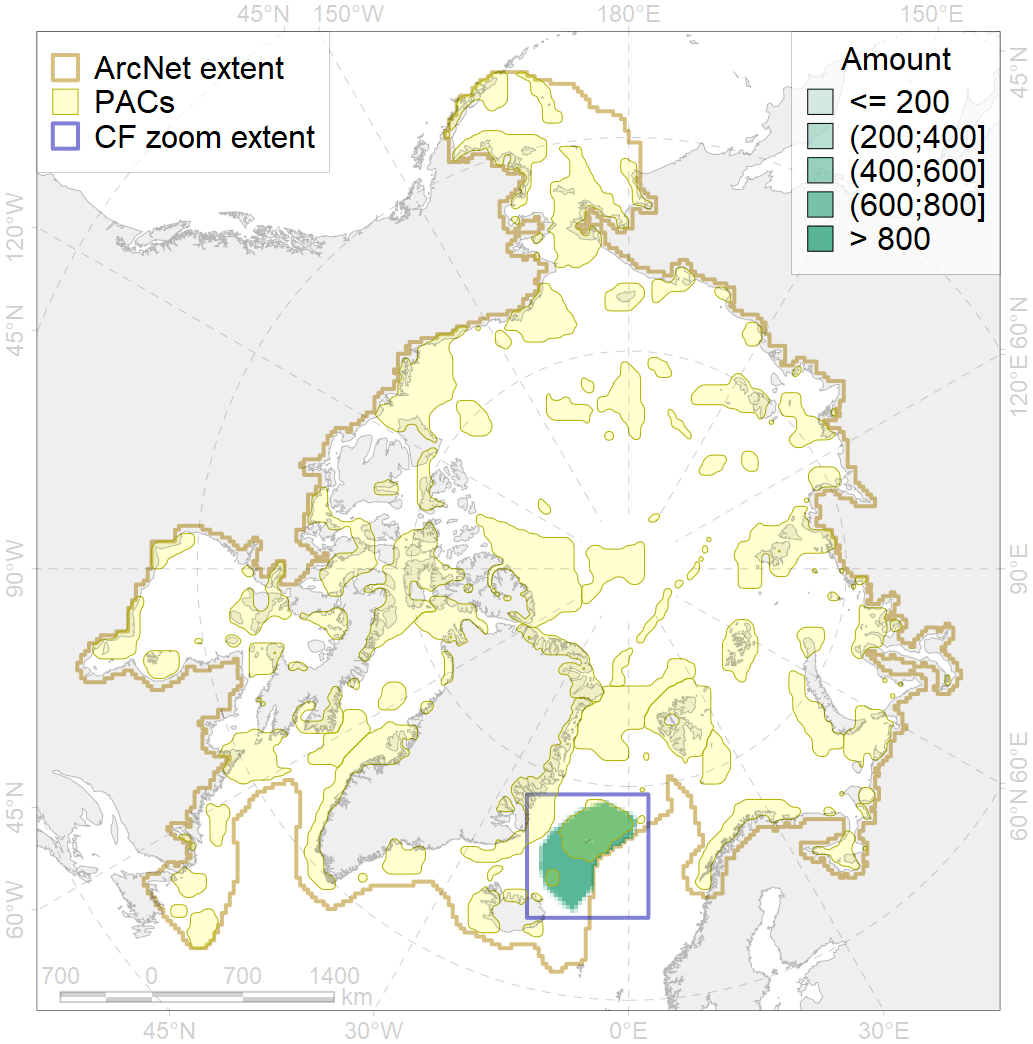 45°N 150°W 180°E 150°E
ArcNet extent
PACs
CF zoom extent
Amount
<= 200
(200;400]
(400;600]
(600;800]
> 800
45°N
120°W
45°N
90°W
45°N
60°W
60°N
120°E
90°E
60°E
60°N
700 0 700 1400
km
45°N 30°W 0°E 30°E